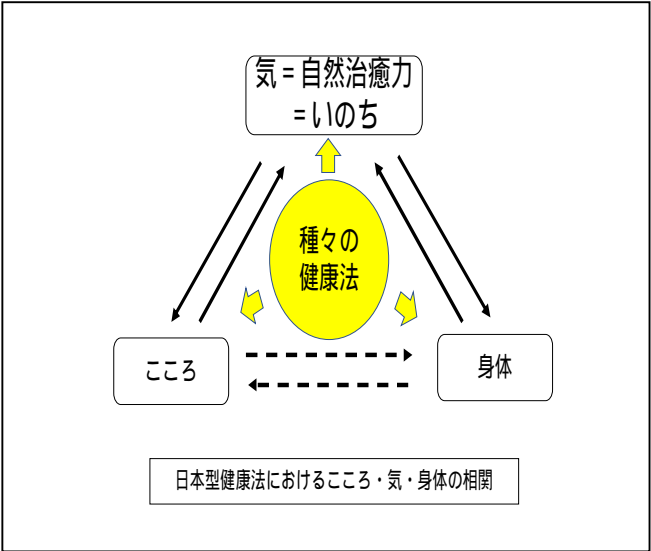 気 = 自然治癒力
= いのち
種々の
健康法
こころ
身体
日本型健康法におけるこころ・気・身体の相関